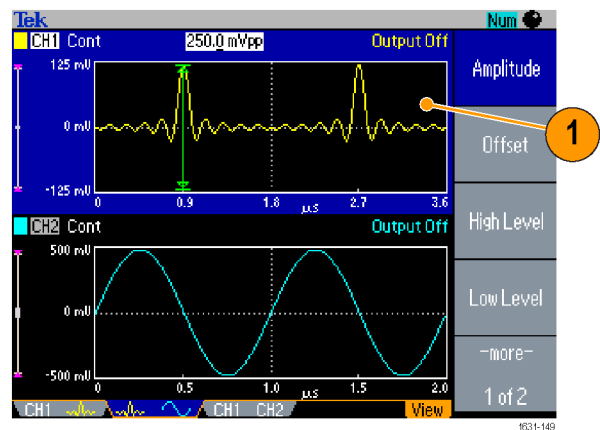 Tek Num
CH1 Cont 250.0 mVpp Output Off
125 mV
0 mV
-125 mV
0 0.9 1.8 µs 2.7 3.6
CH2 Cont Output Off
500 mV
0 mV
-500 mV
0 0.5 1.0 µs 1.5 2.0
CH1 CH1 CH2 View
Amplitude
1
Offset
High Level
Low Level
-more-
1 of 2
1631-149